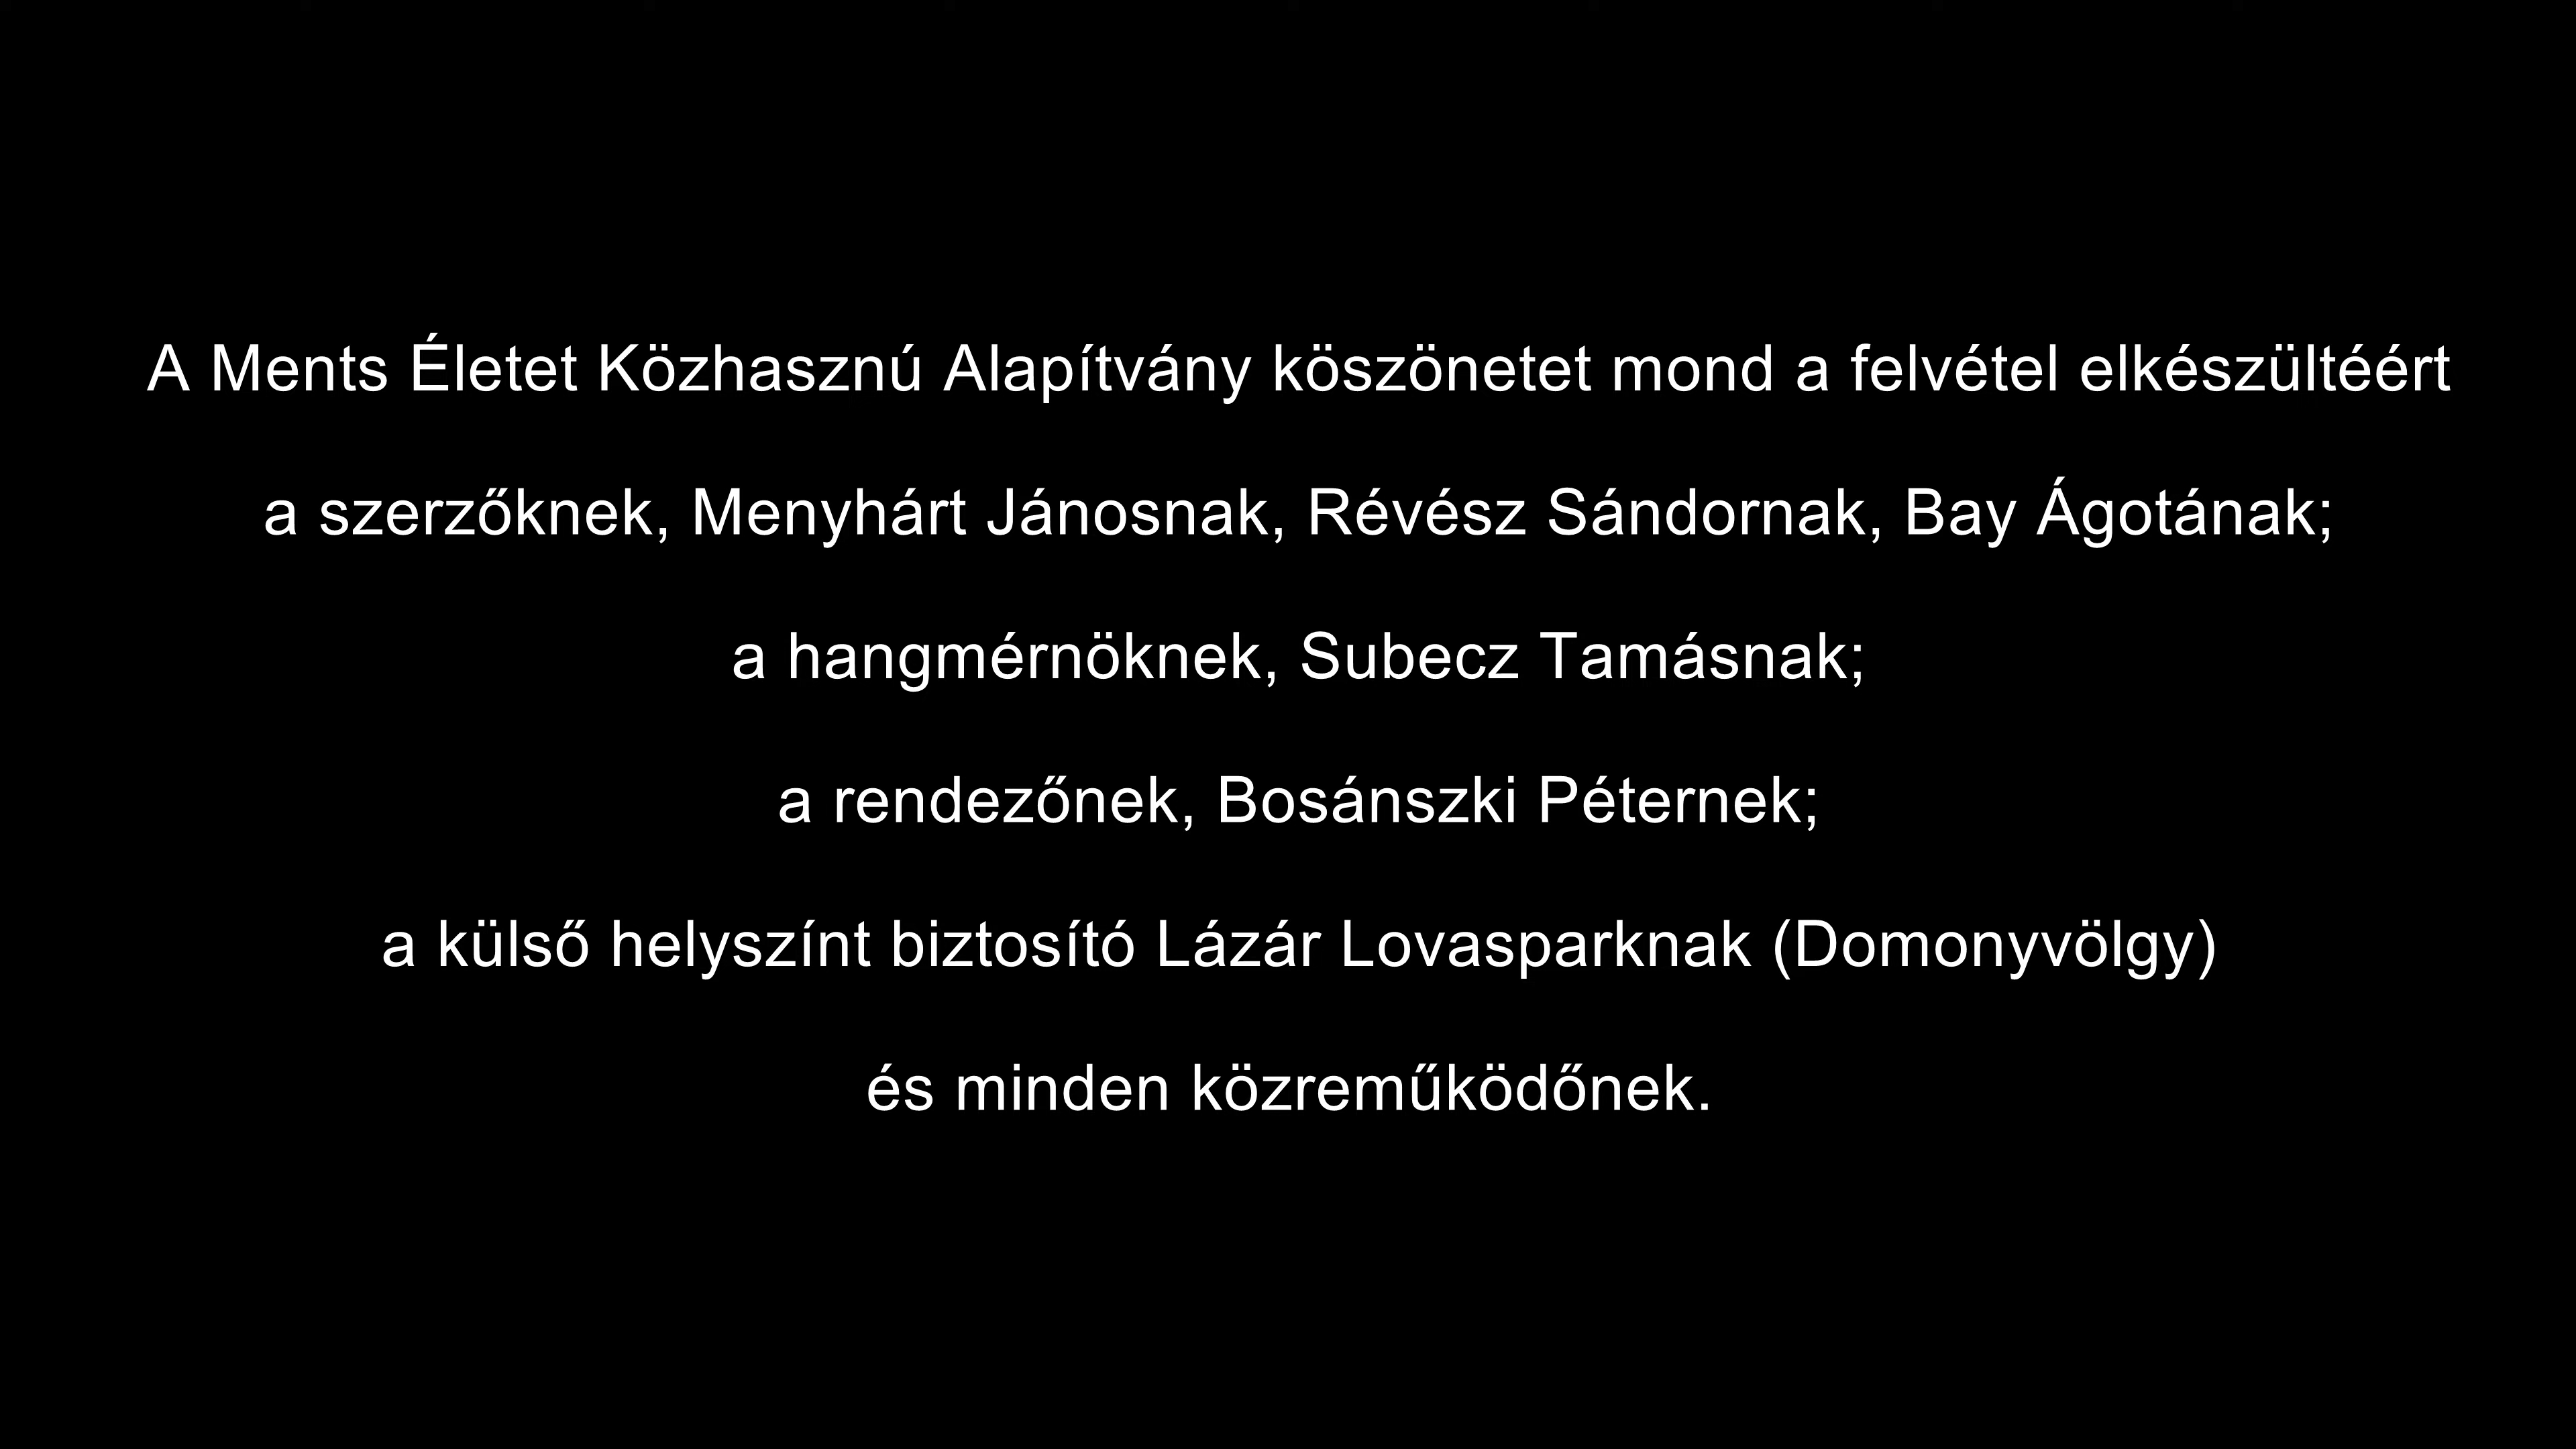 A Ments Életet Közhasznú Alapítvány köszönetet mond a felvétel elkészültéért
a szerzőknek, Menyhárt Jánosnak, Révész Sándornak, Bay Ágotának;
a hangmérnöknek, Subecz Tamásnak;
a rendezőnek, Bosánszki Péternek;
a külső helyszínt biztosító Lázár Lovasparknak (Domonyvölgy)
és minden közreműködőnek.